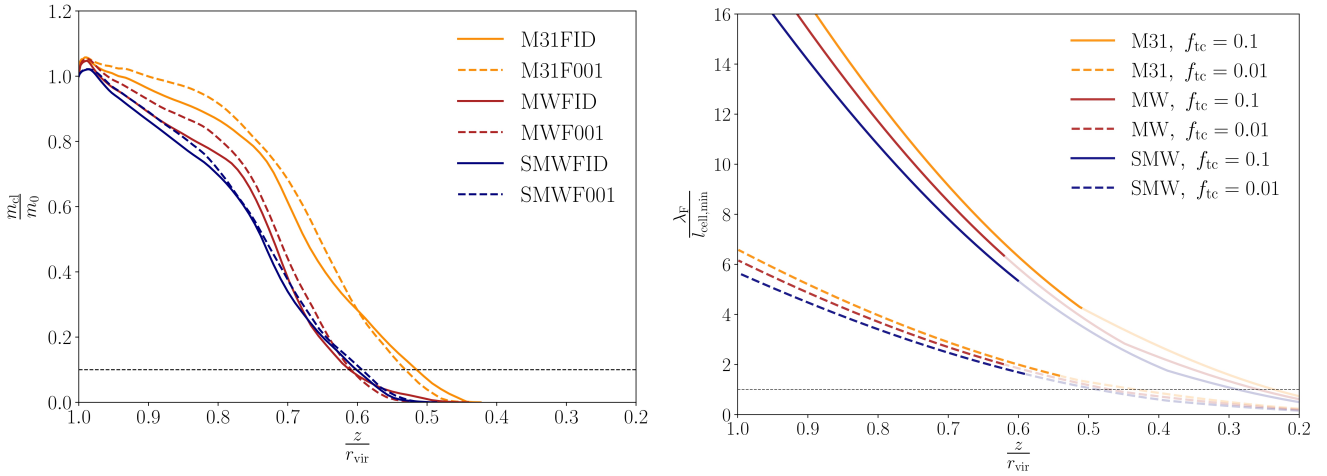 1.2
1.0
0.8
0.6
0.4
0.2
0.0
m_cl / m_0
M31FID
M31F001
MWFID
MWF001
SMWFID
SMWF001
1.0 0.9 0.8 0.7 0.6 0.5 0.4 0.3 0.2
z / r_vir
16
14
12
10
8
6
4
2
0
λ_F / l_cell,min
M31, f_tc = 0.1
M31, f_tc = 0.01
MW, f_tc = 0.1
MW, f_tc = 0.01
SMW, f_tc = 0.1
SMW, f_tc = 0.01
1.0 0.9 0.8 0.7 0.6 0.5 0.4 0.3 0.2
z / r_vir